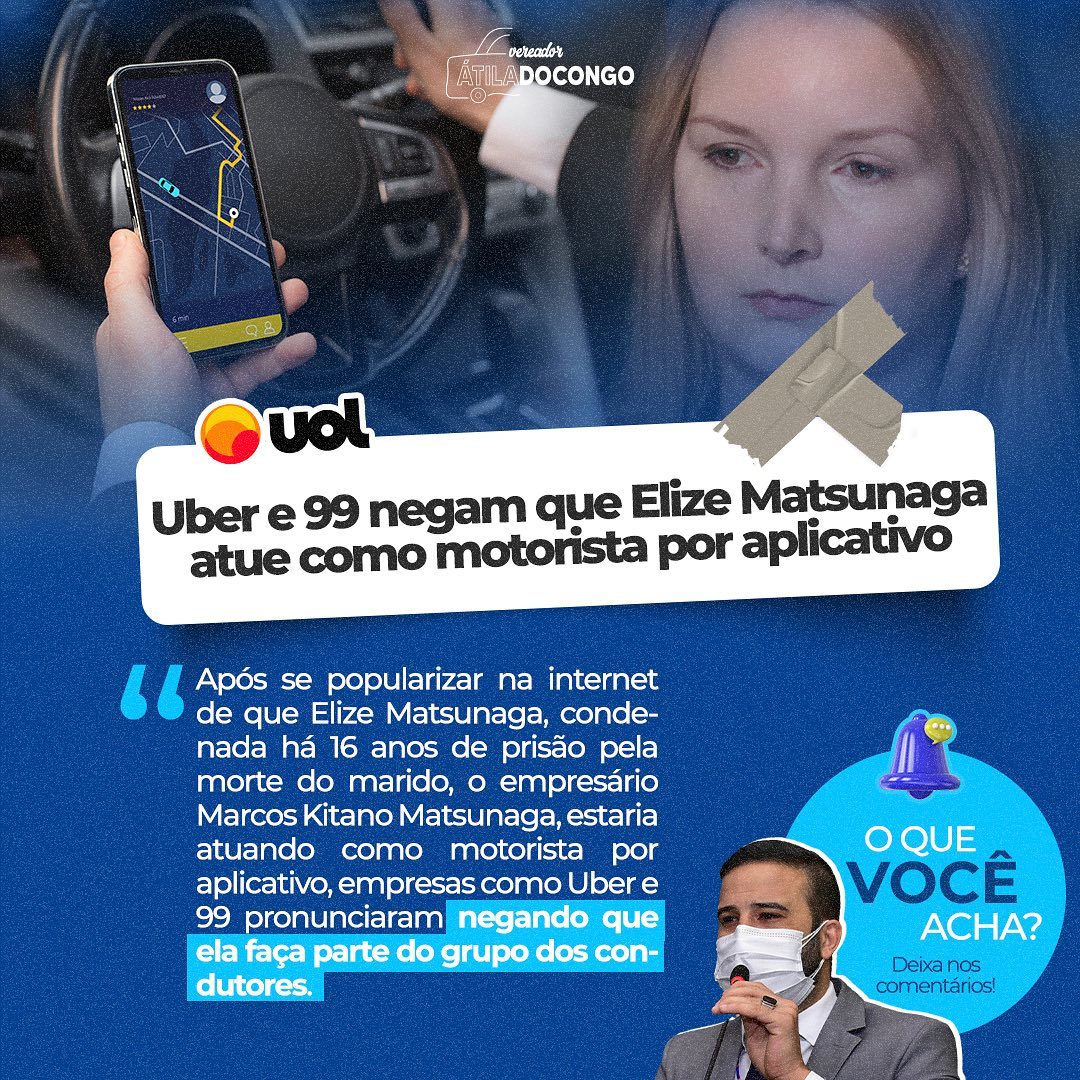 vereador
ÁTILADOCONGO
6 min
uol
Uber e 99 negam que Elize Matsunaga
atue como motorista por aplicativo
Após se popularizar na internet
de que Elize Matsunaga, conde-
nada há 16 anos de prisão pela
morte do marido, o empresário
Marcos Kitano Matsunaga, estaria
atuando como motorista por
aplicativo, empresas como Uber e
99 pronunciaram negando que
ela faça parte do grupo dos con-
dutores.
O QUE
VOCÊ
ACHA?
Deixa nos
comentários!